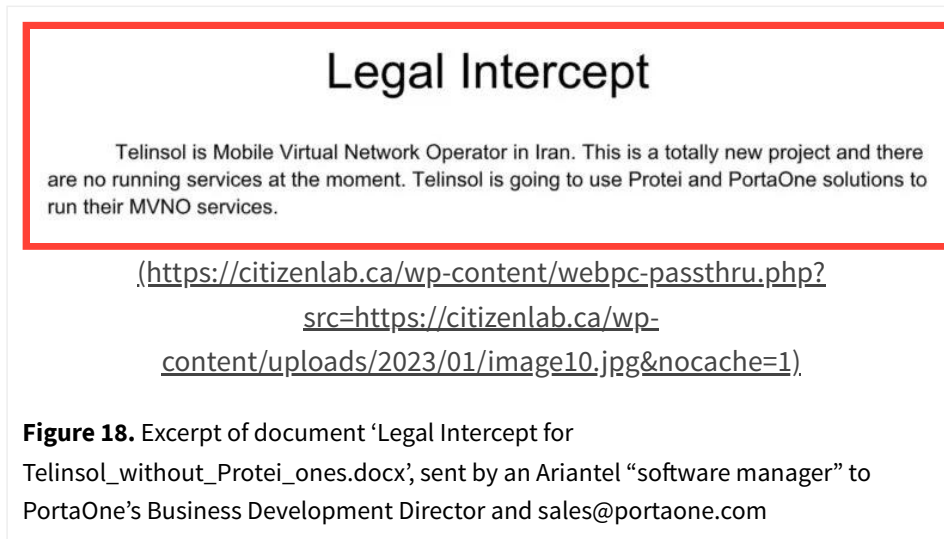 Legal Intercept
Telinsol is Mobile Virtual Network Operator in Iran. This is a totally new project and there
are no running services at the moment. Telinsol is going to use Protei and PortaOne solutions to
run their MVNO services.
(https://citizenlab.ca/wp-content/webpc-passthru.php?
src=https://citizenlab.ca/wp-
content/uploads/2023/01/image10.jpg&nocache=1)
Figure 18. Excerpt of document ‘Legal Intercept for
Telinsol_without_Protei_ones.docx’, sent by an Ariantel “software manager” to
PortaOne’s Business Development Director and sales@portaone.com